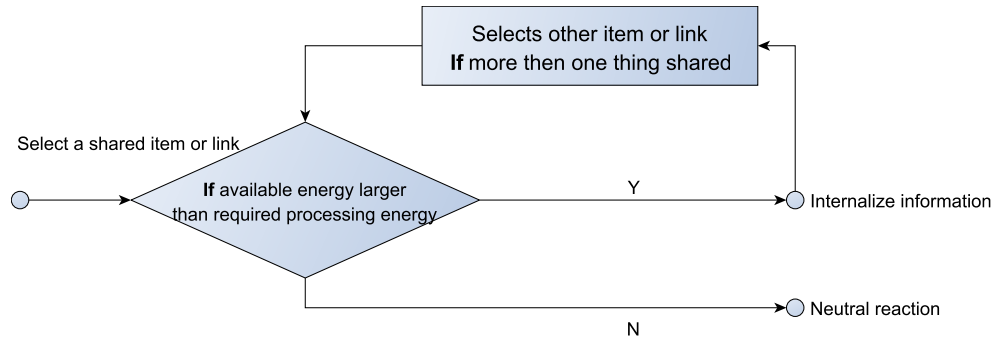 Selects other item or link
If more then one thing shared
Select a shared item or link
If available energy larger
than required processing energy
Y
Internalize information
Neutral reaction
N